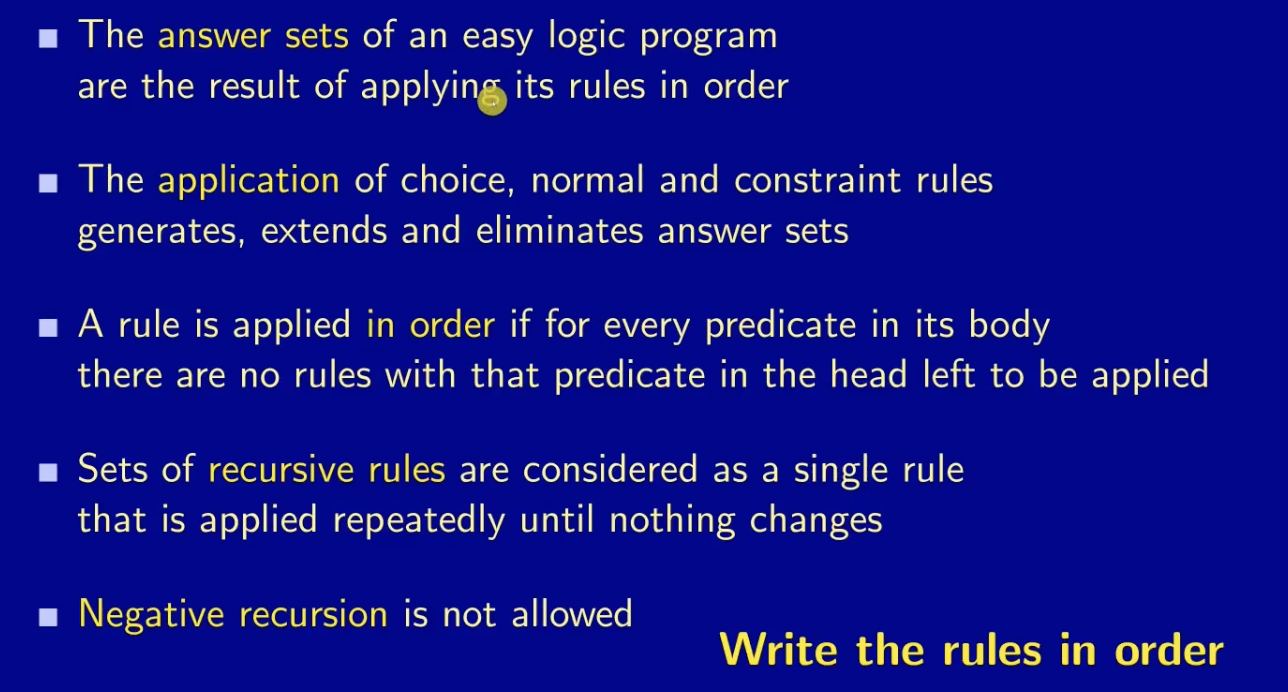 The answer sets of an easy logic program
are the result of applying its rules in order
The application of choice, normal and constraint rules
generates, extends and eliminates answer sets
A rule is applied in order if for every predicate in its body
there are no rules with that predicate in the head left to be applied
Sets of recursive rules are considered as a single rule
that is applied repeatedly until nothing changes
Negative recursion is not allowed
Write the rules in order